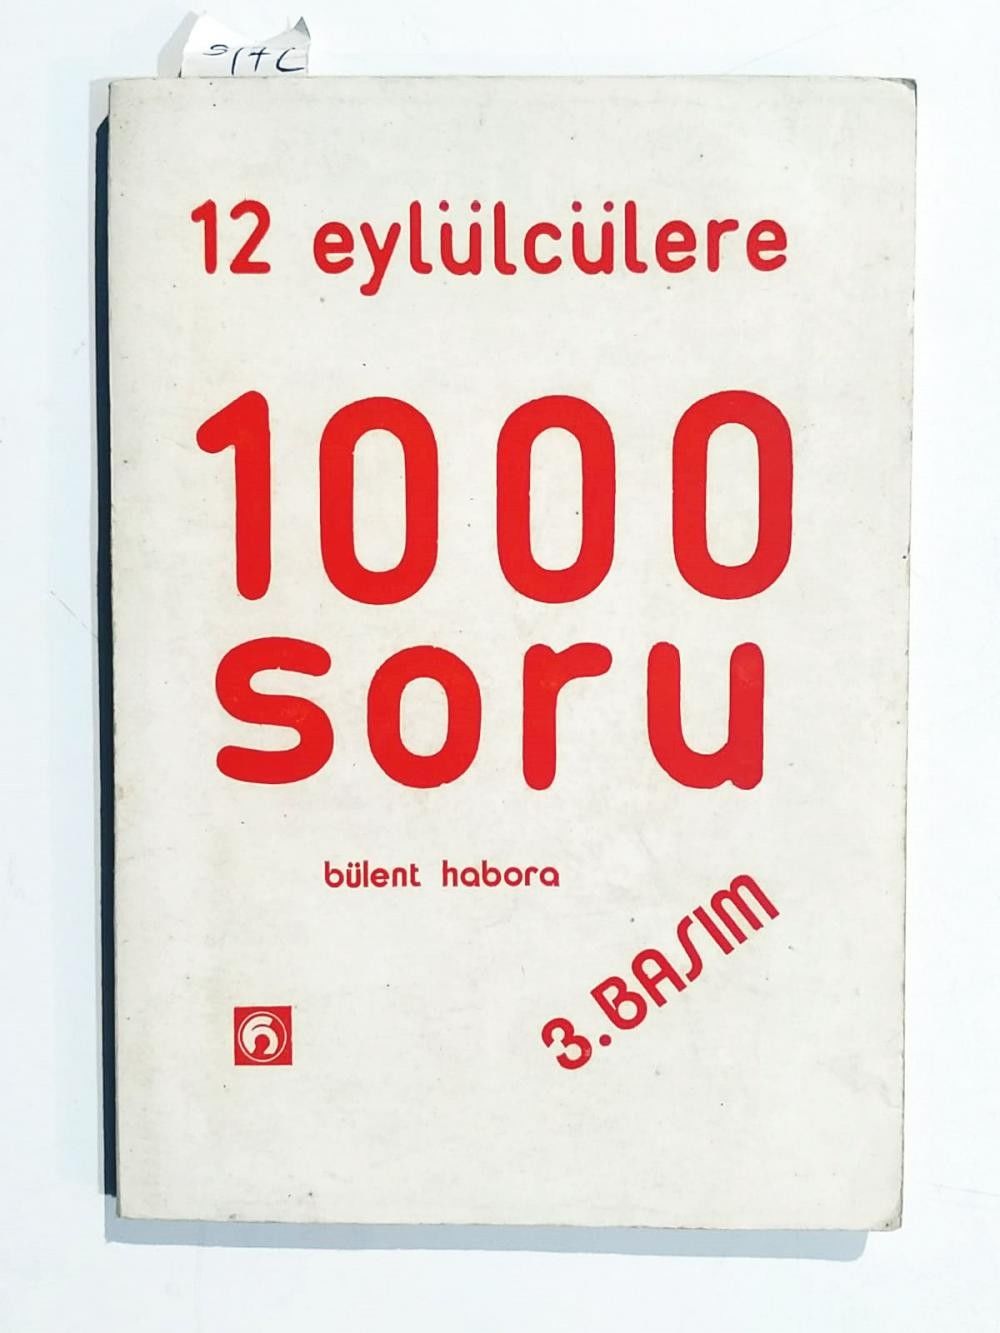 12 eylülcülere
1000
soru
bülent habora
3. BASIM